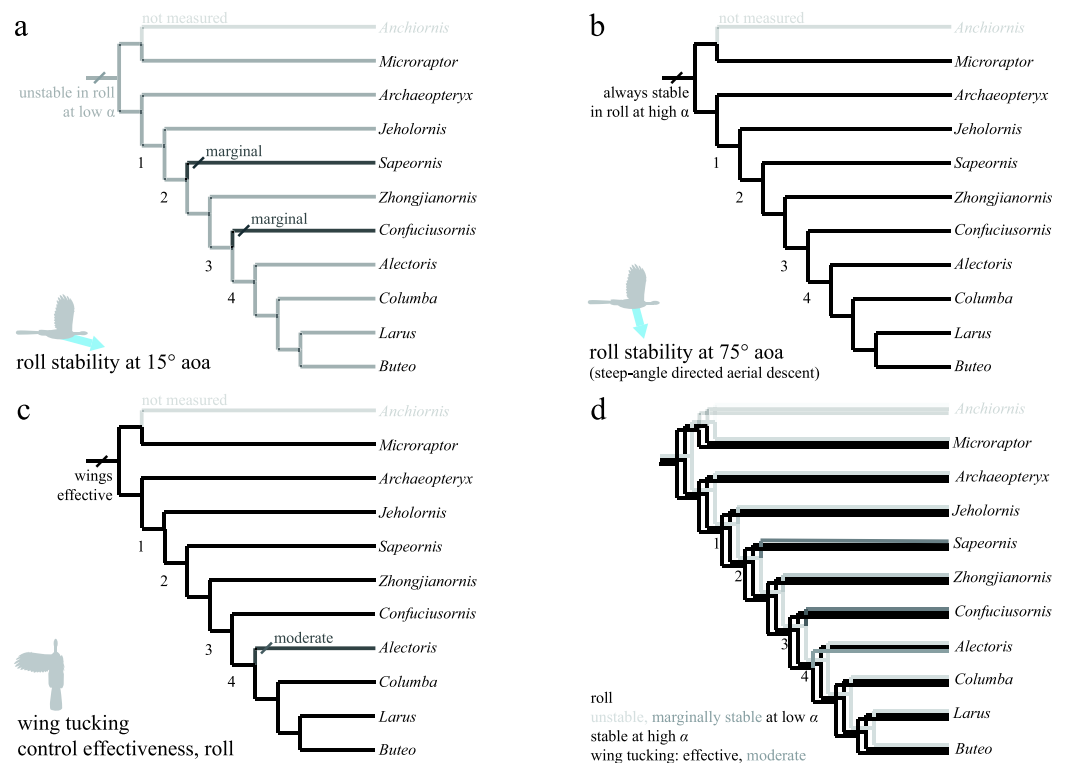 a
not measured
Anchiornis
Microraptor
unstable in roll
at low α
Archaeopteryx
Jeholornis
1
marginal
Sapeornis
2
Zhongjianornis
marginal
Confuciusornis
3
Alectoris
4
Columba
Larus
Buteo
roll stability at 15° aoa
b
not measured
Anchiornis
Microraptor
always stable
in roll at high α
Archaeopteryx
Jeholornis
1
Sapeornis
2
Zhongjianornis
Confuciusornis
3
Alectoris
4
Columba
Larus
Buteo
roll stability at 75° aoa
(steep-angle directed aerial descent)
c
not measured
Anchiornis
Microraptor
wings
effective
Archaeopteryx
Jeholornis
1
Sapeornis
2
Zhongjianornis
Confuciusornis
3
moderate
Alectoris
4
Columba
Larus
Buteo
wing tucking
control effectiveness, roll
d
Anchiornis
Microraptor
Archaeopteryx
Jeholornis
1
Sapeornis
2
Zhongjianornis
Confuciusornis
3
Alectoris
4
Columba
Larus
Buteo
roll
unstable, marginally stable at low α
stable at high α
wing tucking: effective, moderate